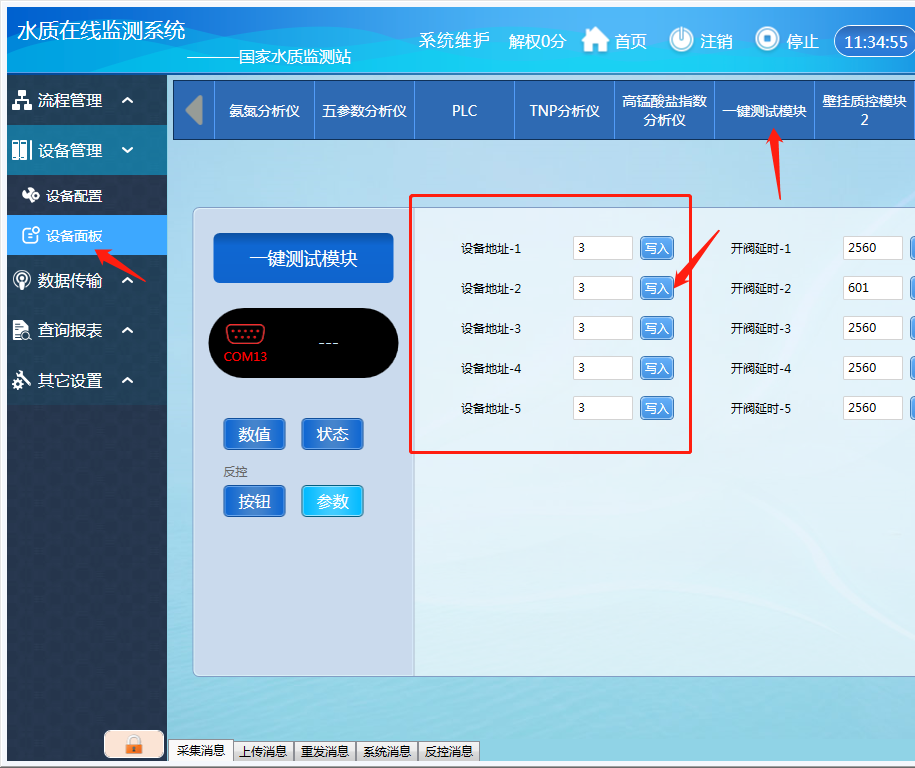 水质在线监测系统
———国家水质监测站
系统维护 解权0分 首页 注销 停止 11:34:55
流程管理
设备管理
设备配置
设备面板
数据传输
查询报表
其它设置
氨氮分析仪 五参数分析仪 PLC TNP分析仪 高锰酸盐指数 一键测试模块 壁挂质控模块
分析仪 2
一键测试模块
COM13 ---
数值 状态
反控
按钮 参数
设备地址-1 3 写入 开阀延时-1 2560
设备地址-2 3 写入 开阀延时-2 601
设备地址-3 3 写入 开阀延时-3 2560
设备地址-4 3 写入 开阀延时-4 2560
设备地址-5 3 写入 开阀延时-5 2560
采集消息 上传消息 重发消息 系统消息 反控消息